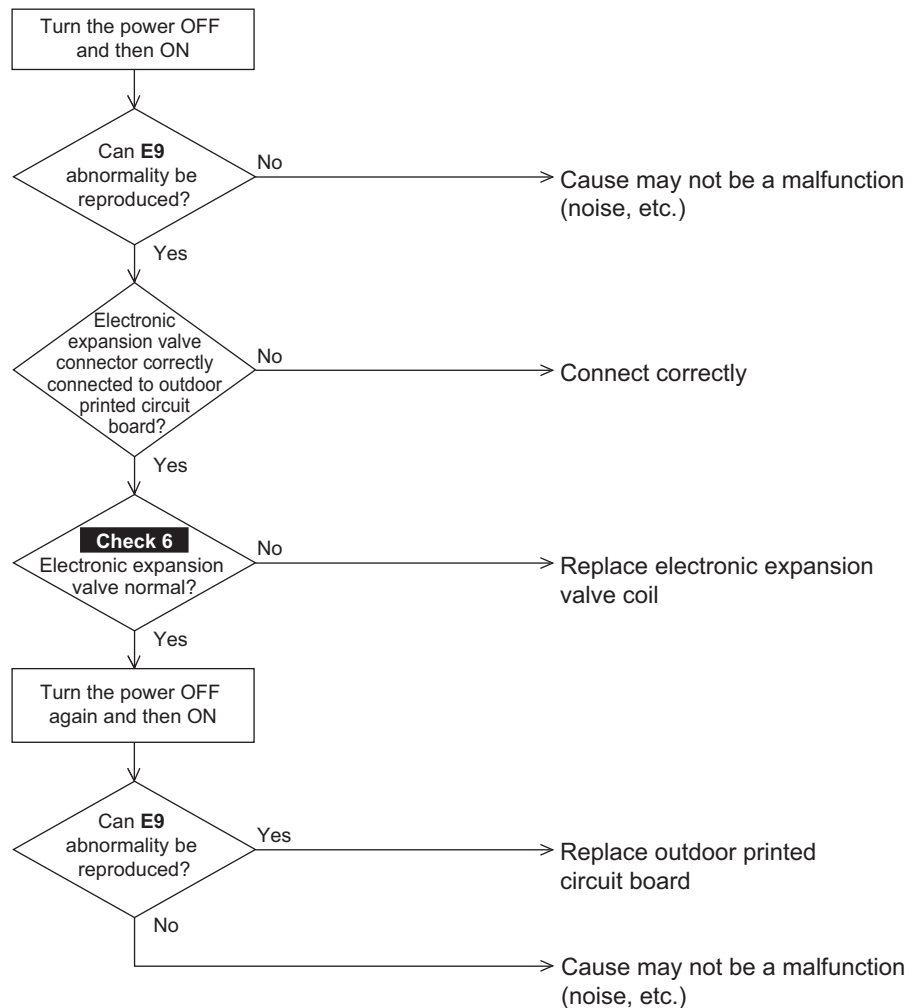 Turn the power OFF
and then ON
Can E9
abnormality be
reproduced?
No
Cause may not be a malfunction
(noise, etc.)
Yes
Electronic
expansion valve
connector correctly
connected to outdoor
printed circuit
board?
No
Connect correctly
Yes
Check 6
Electronic expansion
valve normal?
No
Replace electronic expansion
valve coil
Yes
Turn the power OFF
again and then ON
Can E9
abnormality be
reproduced?
Yes
Replace outdoor printed
circuit board
No
Cause may not be a malfunction
(noise, etc.)